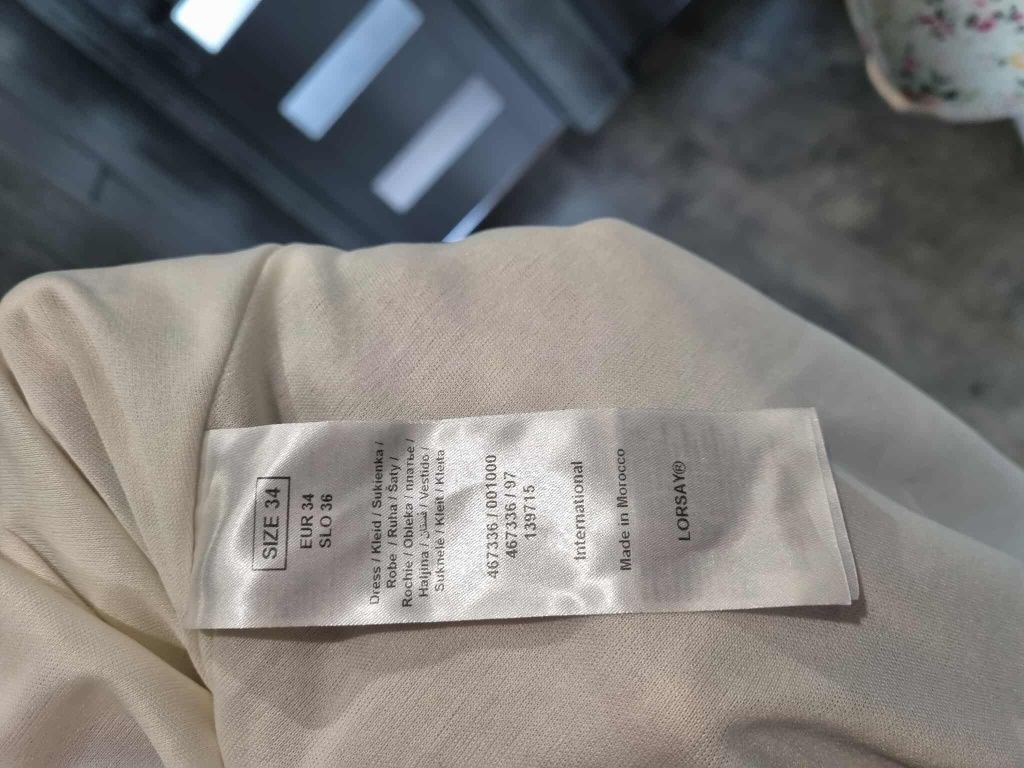 SIZE 34
EUR 34
SLO 36
Dress / Kleid / Sukienka /
Robe / Ruha / Šaty /
Rochie / Obleka / платье /
Haljina / فستان / Vestido /
Suknelė / Kleit / Kleita
467336 / 001000
467336 / 97
139715
International
Made in Morocco
LORSAY®